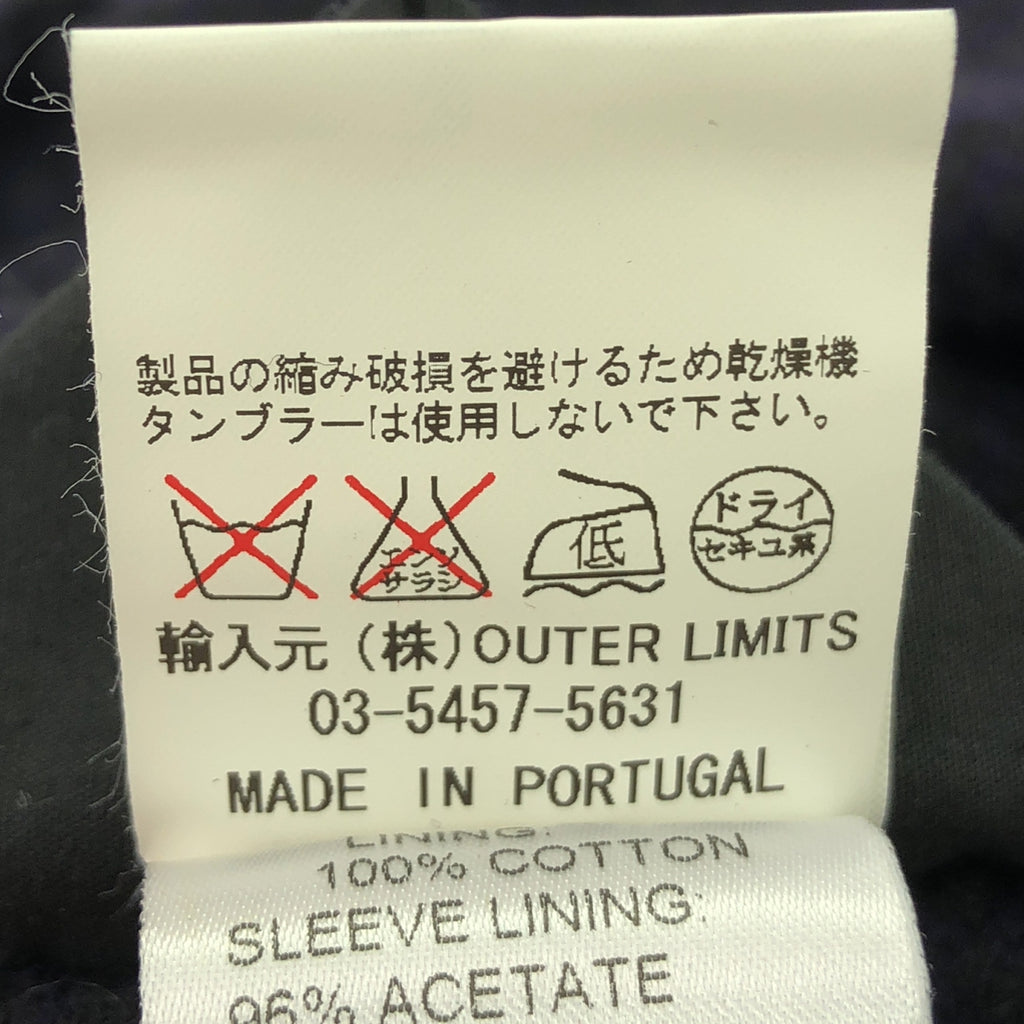 製品の縮み破損を避けるため乾燥機
タンブラーは使用しないで下さい。
エンソ
サラシ
低
ドライ
セキユ系
輸入元(株)OUTER LIMITS
03-5457-5631
MADE IN PORTUGAL
LINING:
100% COTTON
SLEEVE LINING:
96% ACETATE